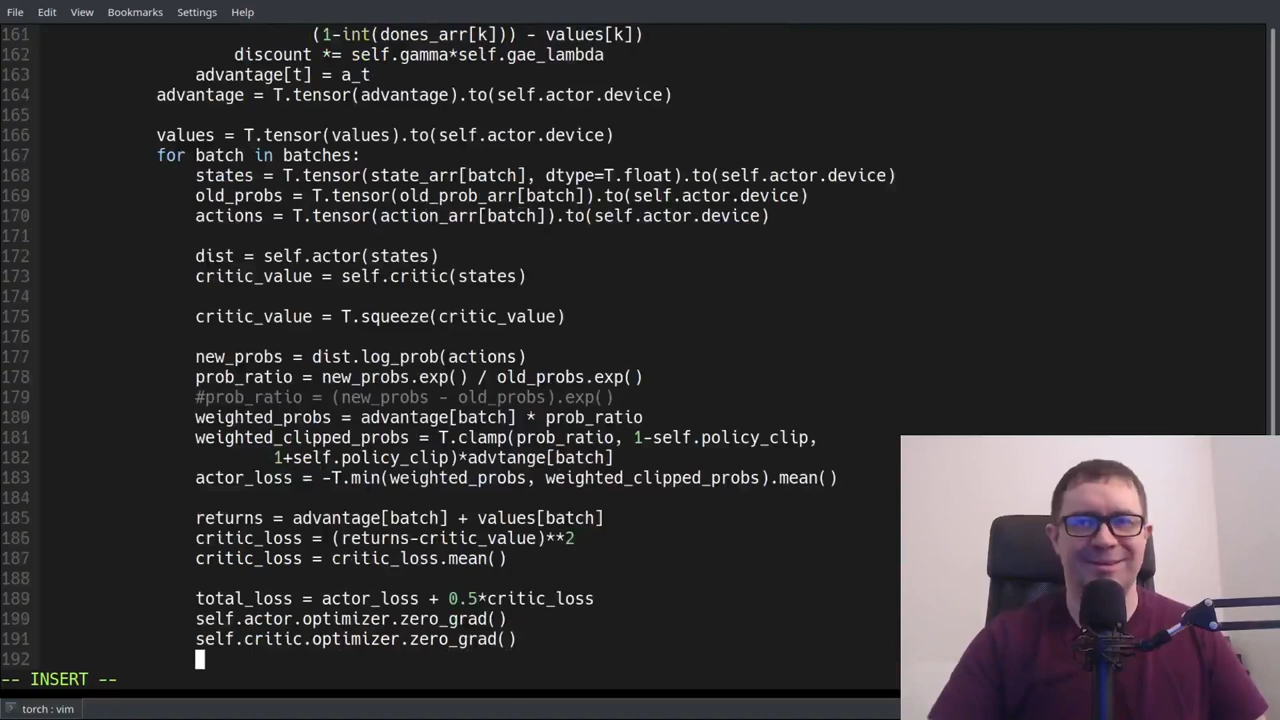 File Edit View Bookmarks Settings Help
161 (1-int(dones_arr[k])) - values[k])
162 discount *= self.gamma*self.gae_lambda
163 advantage[t] = a_t
164 advantage = T.tensor(advantage).to(self.actor.device)
165
166 values = T.tensor(values).to(self.actor.device)
167 for batch in batches:
168 states = T.tensor(state_arr[batch], dtype=T.float).to(self.actor.device)
169 old_probs = T.tensor(old_prob_arr[batch]).to(self.actor.device)
170 actions = T.tensor(action_arr[batch]).to(self.actor.device)
171
172 dist = self.actor(states)
173 critic_value = self.critic(states)
174
175 critic_value = T.squeeze(critic_value)
176
177 new_probs = dist.log_prob(actions)
178 prob_ratio = new_probs.exp() / old_probs.exp()
179 #prob_ratio = (new_probs - old_probs).exp()
180 weighted_probs = advantage[batch] * prob_ratio
181 weighted_clipped_probs = T.clamp(prob_ratio, 1-self.policy_clip,
182 1+self.policy_clip)*advtange[batch]
183 actor_loss = -T.min(weighted_probs, weighted_clipped_probs).mean()
184
185 returns = advantage[batch] + values[batch]
186 critic_loss = (returns-critic_value)**2
187 critic_loss = critic_loss.mean()
188
189 total_loss = actor_loss + 0.5*critic_loss
190 self.actor.optimizer.zero_grad()
191 self.critic.optimizer.zero_grad()
192
-- INSERT --
torch : vim